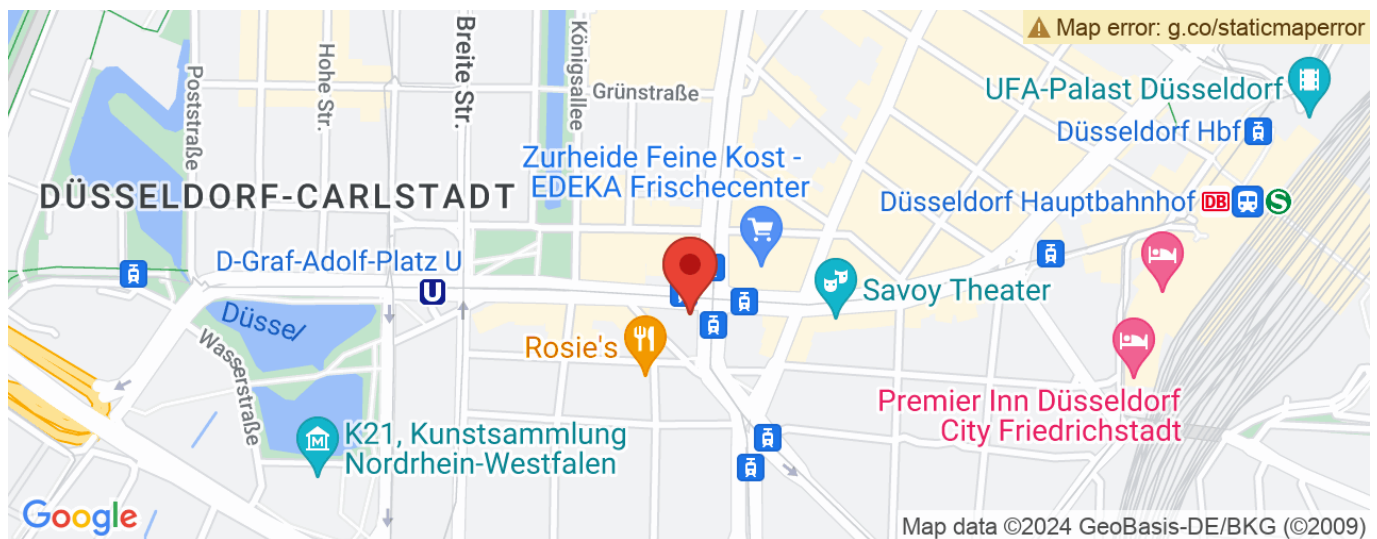 Map error: g.co/staticmaperror
Poststraße
Hohe Str.
Breite Str.
Königsallee
Grünstraße
UFA-Palast Düsseldorf
Düsseldorf Hbf
Zurheide Feine Kost -
EDEKA Frischecenter
DÜSSELDORF-CARLSTADT
Düsseldorf Hauptbahnhof DB S
D-Graf-Adolf-Platz U
U
Savoy Theater
Düssel
Wasserstraße
Rosie's
Premier Inn Düsseldorf
City Friedrichstadt
K21, Kunstsammlung
Nordrhein-Westfalen
M
Google
Map data ©2024 GeoBasis-DE/BKG (©2009)